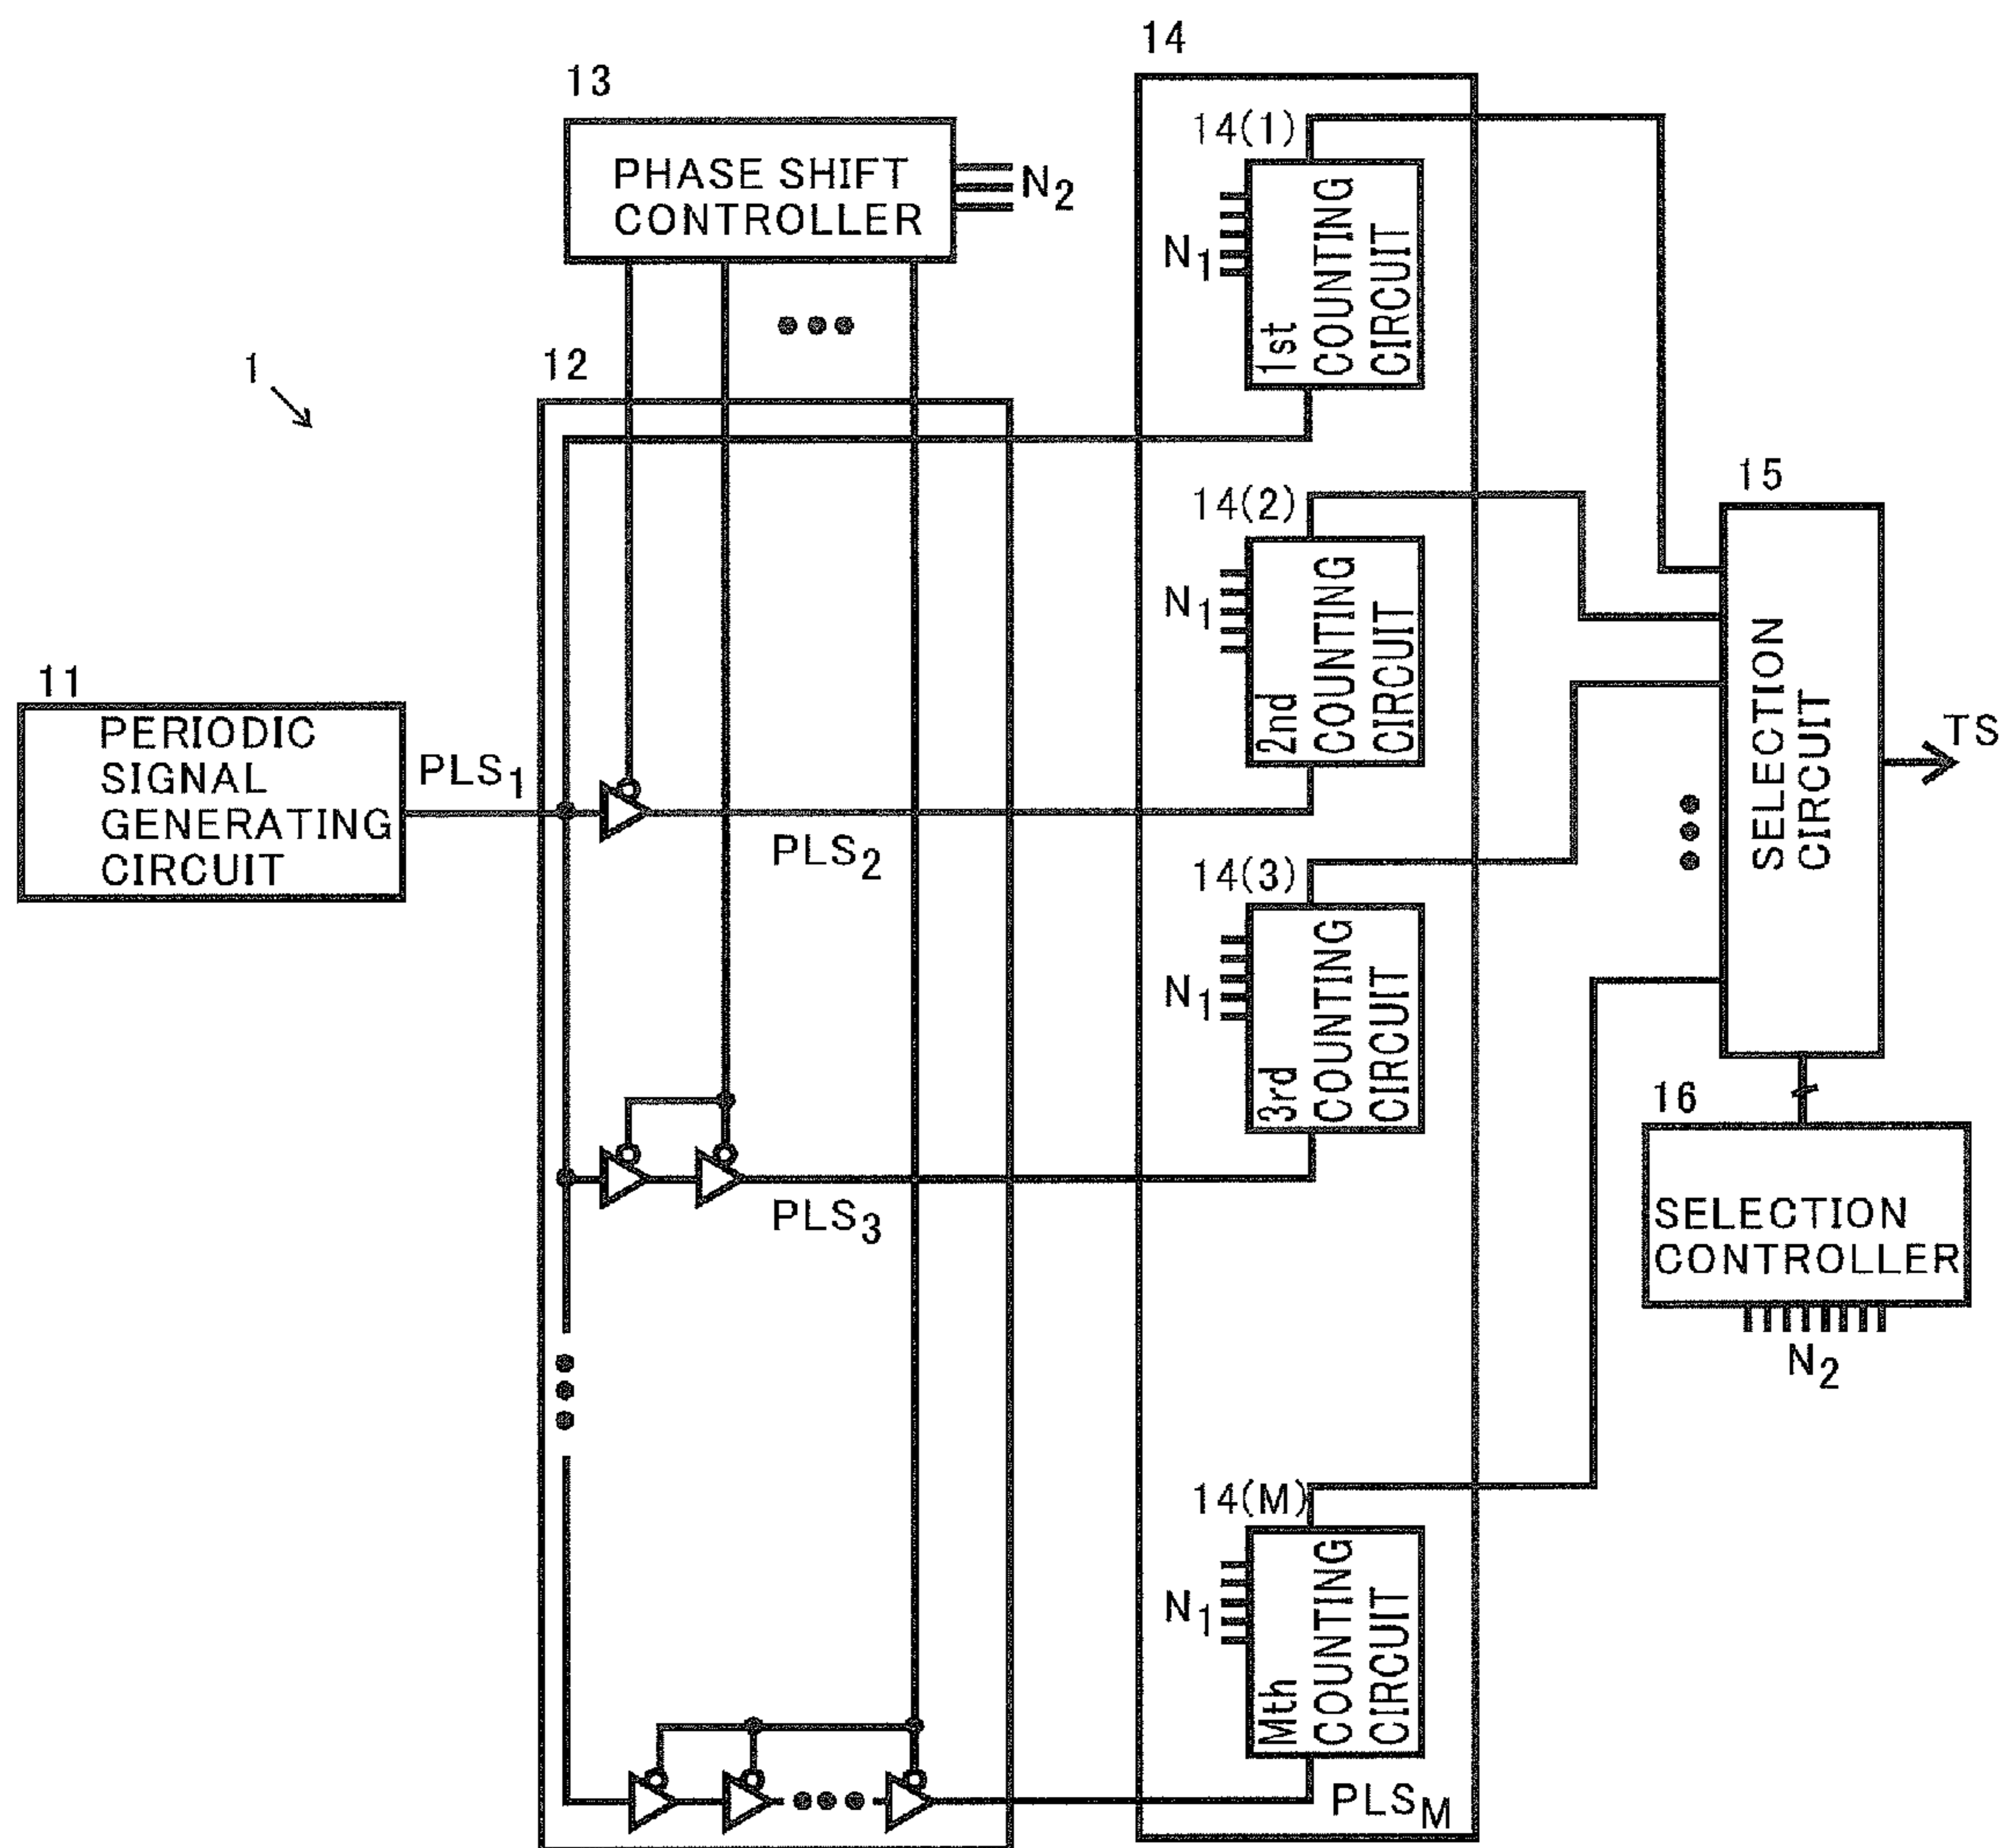 14
13
PHASE SHIFT
CONTROLLER
N2
14(1)
N1
1st
COUNTING
CIRCUIT
1
12
14(2)
N1
2nd
COUNTING
CIRCUIT
15
SELECTION
CIRCUIT
TS
11
PERIODIC
SIGNAL
GENERATING
CIRCUIT
PLS1
PLS2
14(3)
N1
3rd
COUNTING
CIRCUIT
PLS3
16
SELECTION
CONTROLLER
N2
14(M)
N1
Mth
COUNTING
CIRCUIT
PLSM